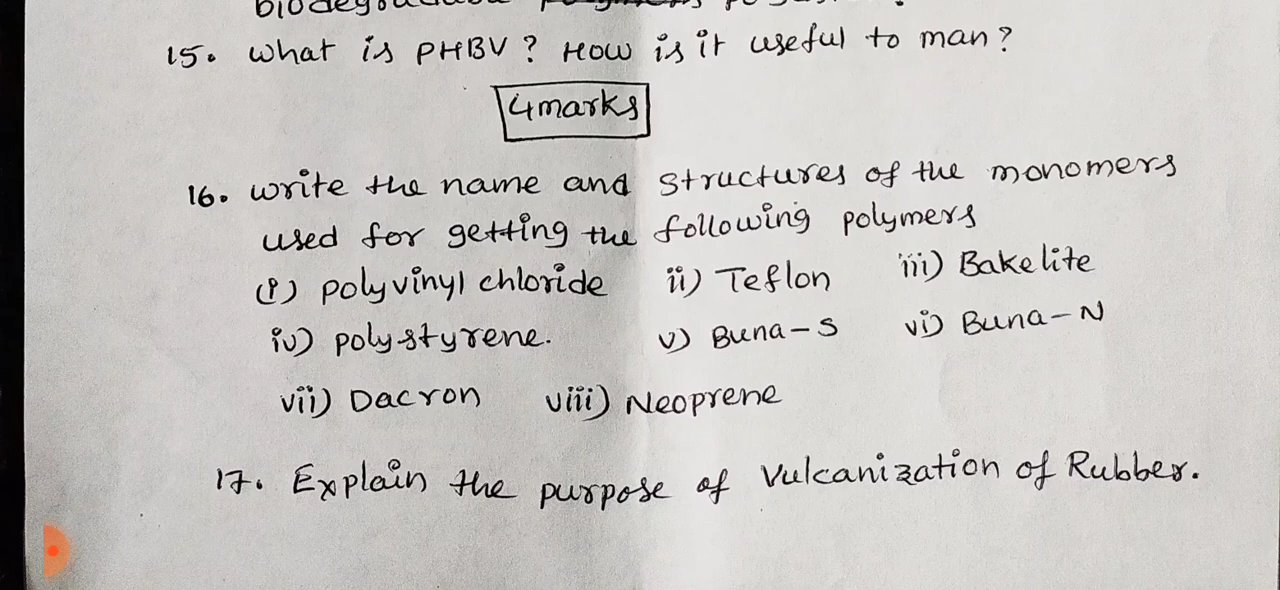 15. What is PHBV? How is it useful to man?
4marks
16. Write the name and structures of the monomers
used for getting the following polymers
(i) polyvinyl chloride ii) Teflon iii) Bakelite
iv) polystyrene. v) Buna-S vi) Buna-N
vii) Dacron viii) Neoprene
17. Explain the purpose of Vulcanization of Rubber.